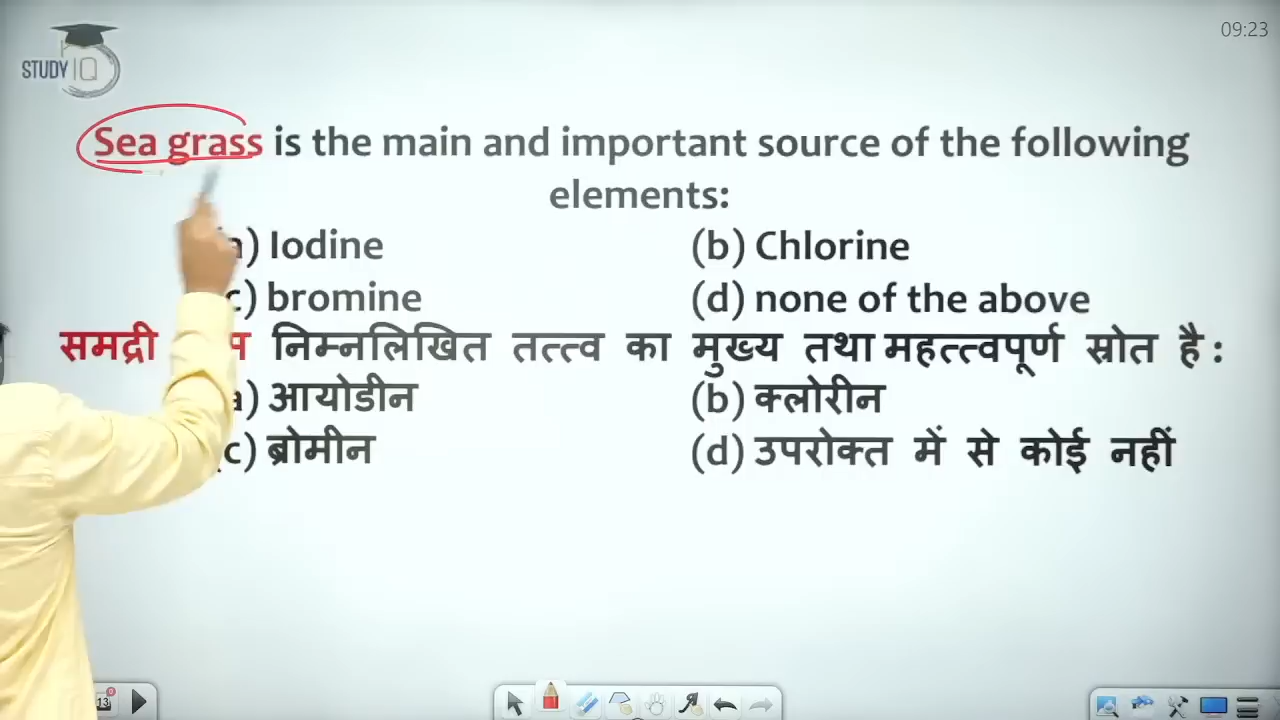 09:23
STUDY IQ
Sea grass is the main and important source of the following
elements:
) Iodine (b) Chlorine
c) bromine (d) none of the above
समद्री निम्नलिखित तत्त्व का मुख्य तथा महत्त्वपूर्ण स्रोत है :
a) आयोडीन (b) क्लोरीन
(c) ब्रोमीन (d) उपरोक्त में से कोई नहीं
13